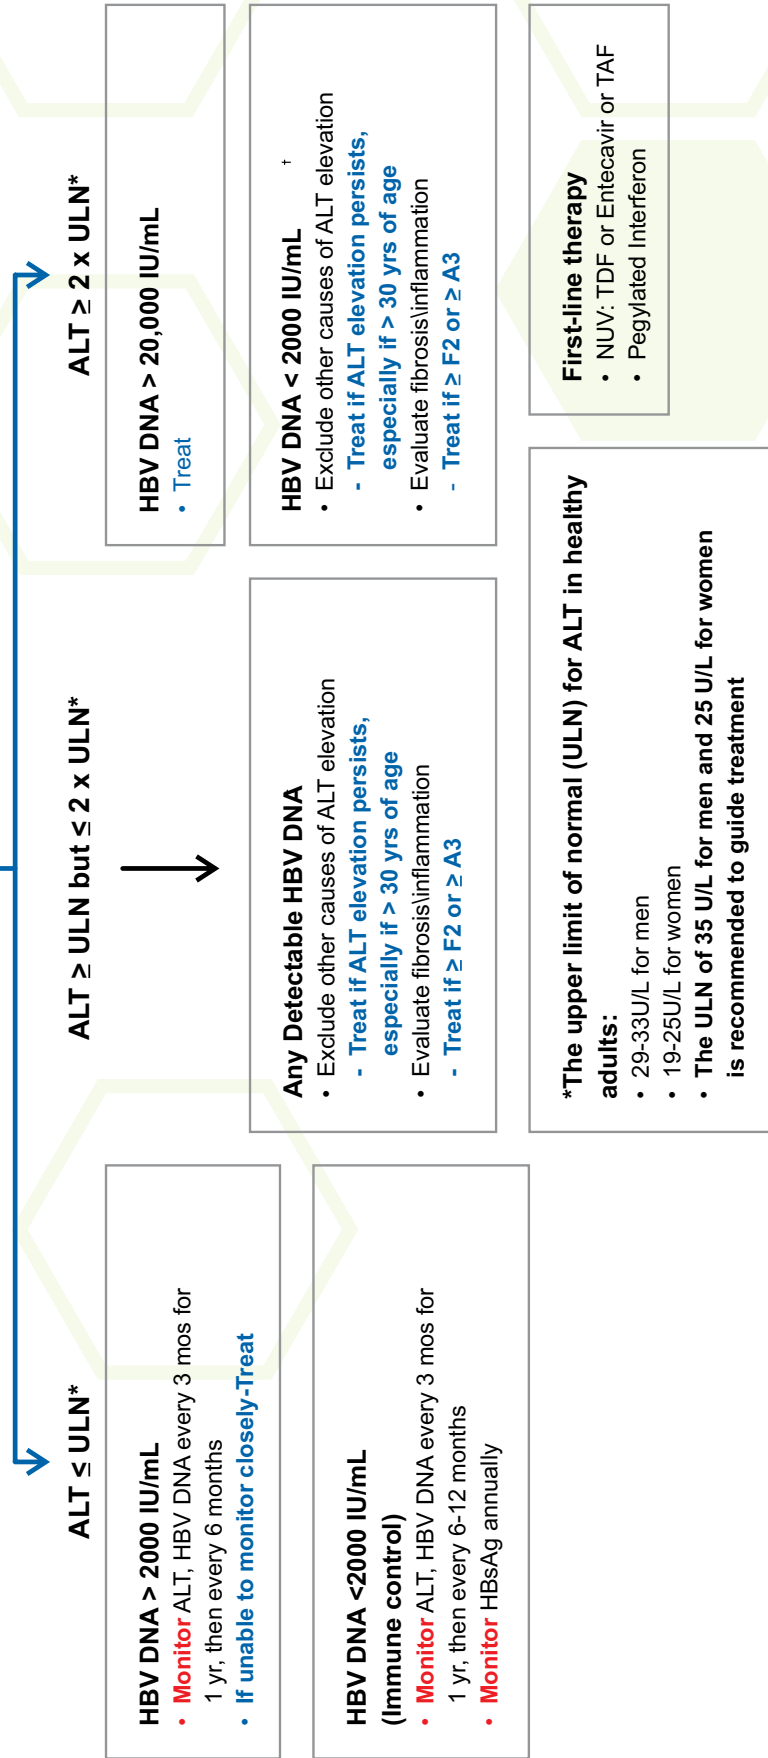 ALT ≤ ULN*
HBV DNA > 2000 IU/mL
• Monitor ALT, HBV DNA every 3 mos for
1 yr, then every 6 months
• If unable to monitor closely-Treat
HBV DNA <2000 IU/mL
(Immune control)
• Monitor ALT, HBV DNA every 3 mos for
1 yr, then every 6-12 months
• Monitor HBsAg annually
ALT ≥ ULN but ≤ 2 x ULN*
Any Detectable HBV DNA
• Exclude other causes of ALT elevation
- Treat if ALT elevation persists,
especially if > 30 yrs of age
• Evaluate fibrosis\inflammation
- Treat if ≥ F2 or ≥ A3
ALT ≥ 2 x ULN*
HBV DNA > 20,000 IU/mL
• Treat
HBV DNA < 2000 IU/mL †
• Exclude other causes of ALT elevation
- Treat if ALT elevation persists,
especially if > 30 yrs of age
• Evaluate fibrosis\inflammation
- Treat if ≥ F2 or ≥ A3
*The upper limit of normal (ULN) for ALT in healthy
adults:
• 29-33U/L for men
• 19-25U/L for women
• The ULN of 35 U/L for men and 25 U/L for women
is recommended to guide treatment
First-line therapy
• NUV: TDF or Entecavir or TAF
• Pegylated Interferon